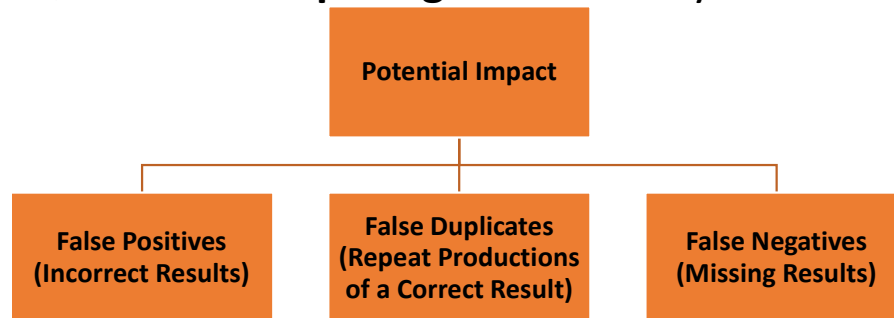 Potential Impact
False Positives
(Incorrect Results)
False Duplicates
(Repeat Productions
of a Correct Result)
False Negatives
(Missing Results)